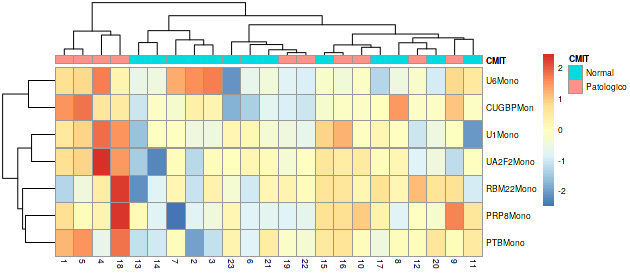 CMIT
CMIT
Normal
Patologico
2
1
0
-1
-2
U6Mono
CUGBPMon
U1Mono
UA2F2Mono
RBM22Mono
PRP8Mono
PTBMono
1 5 4 18 13 14 7 2 3 23 6 21 19 22 15 16 10 17 8 12 20 9 11